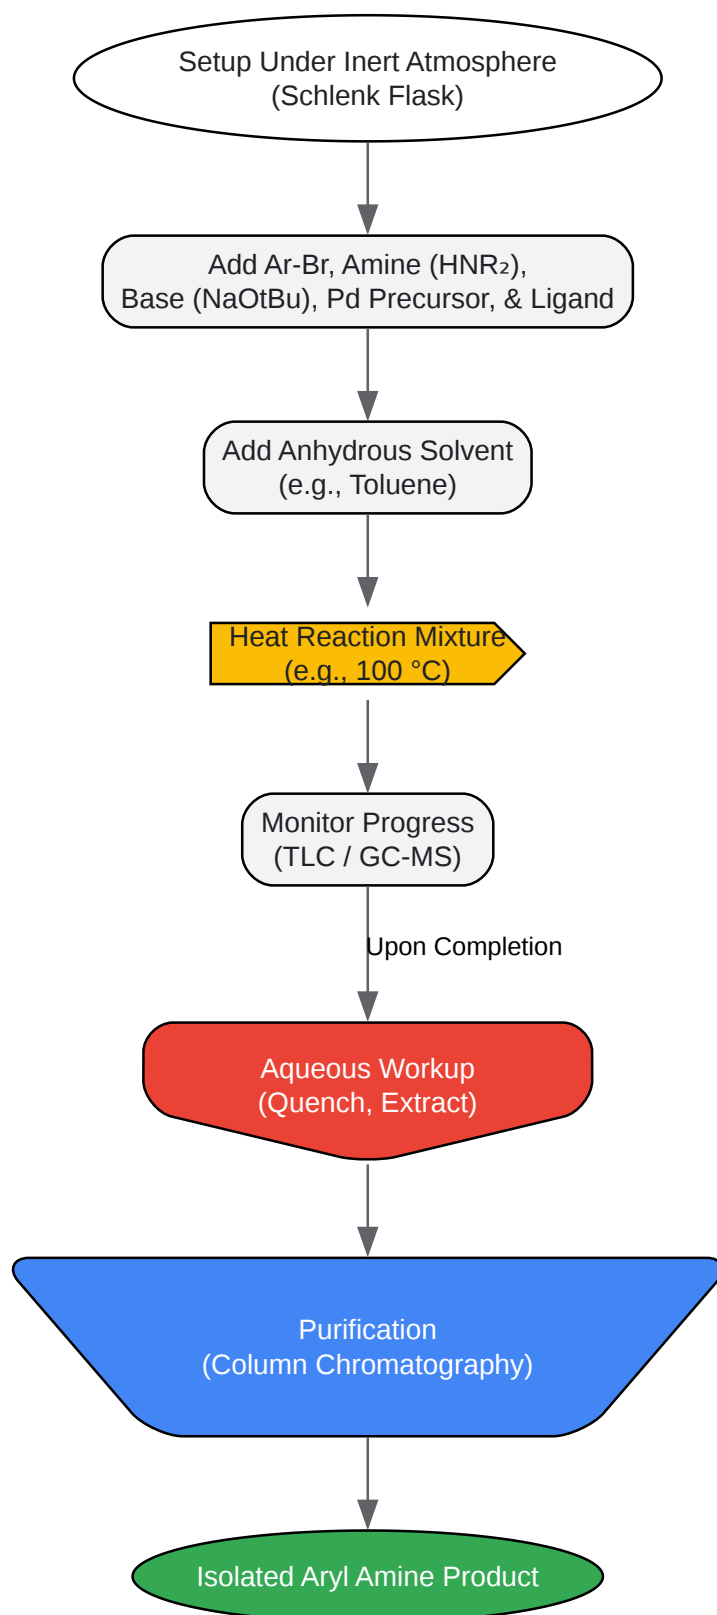 Setup Under Inert Atmosphere
(Schlenk Flask)
Add Ar-Br, Amine (HNR₂),
Base (NaOtBu), Pd Precursor, & Ligand
Add Anhydrous Solvent
(e.g., Toluene)
Heat Reaction Mixture
(e.g., 100 °C)
Monitor Progress
(TLC / GC-MS)
Upon Completion
Aqueous Workup
(Quench, Extract)
Purification
(Column Chromatography)
Isolated Aryl Amine Product